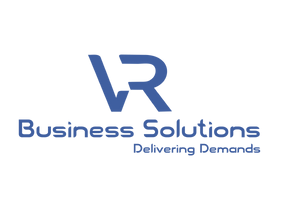 VR
Business Solutions
Delivering Demands